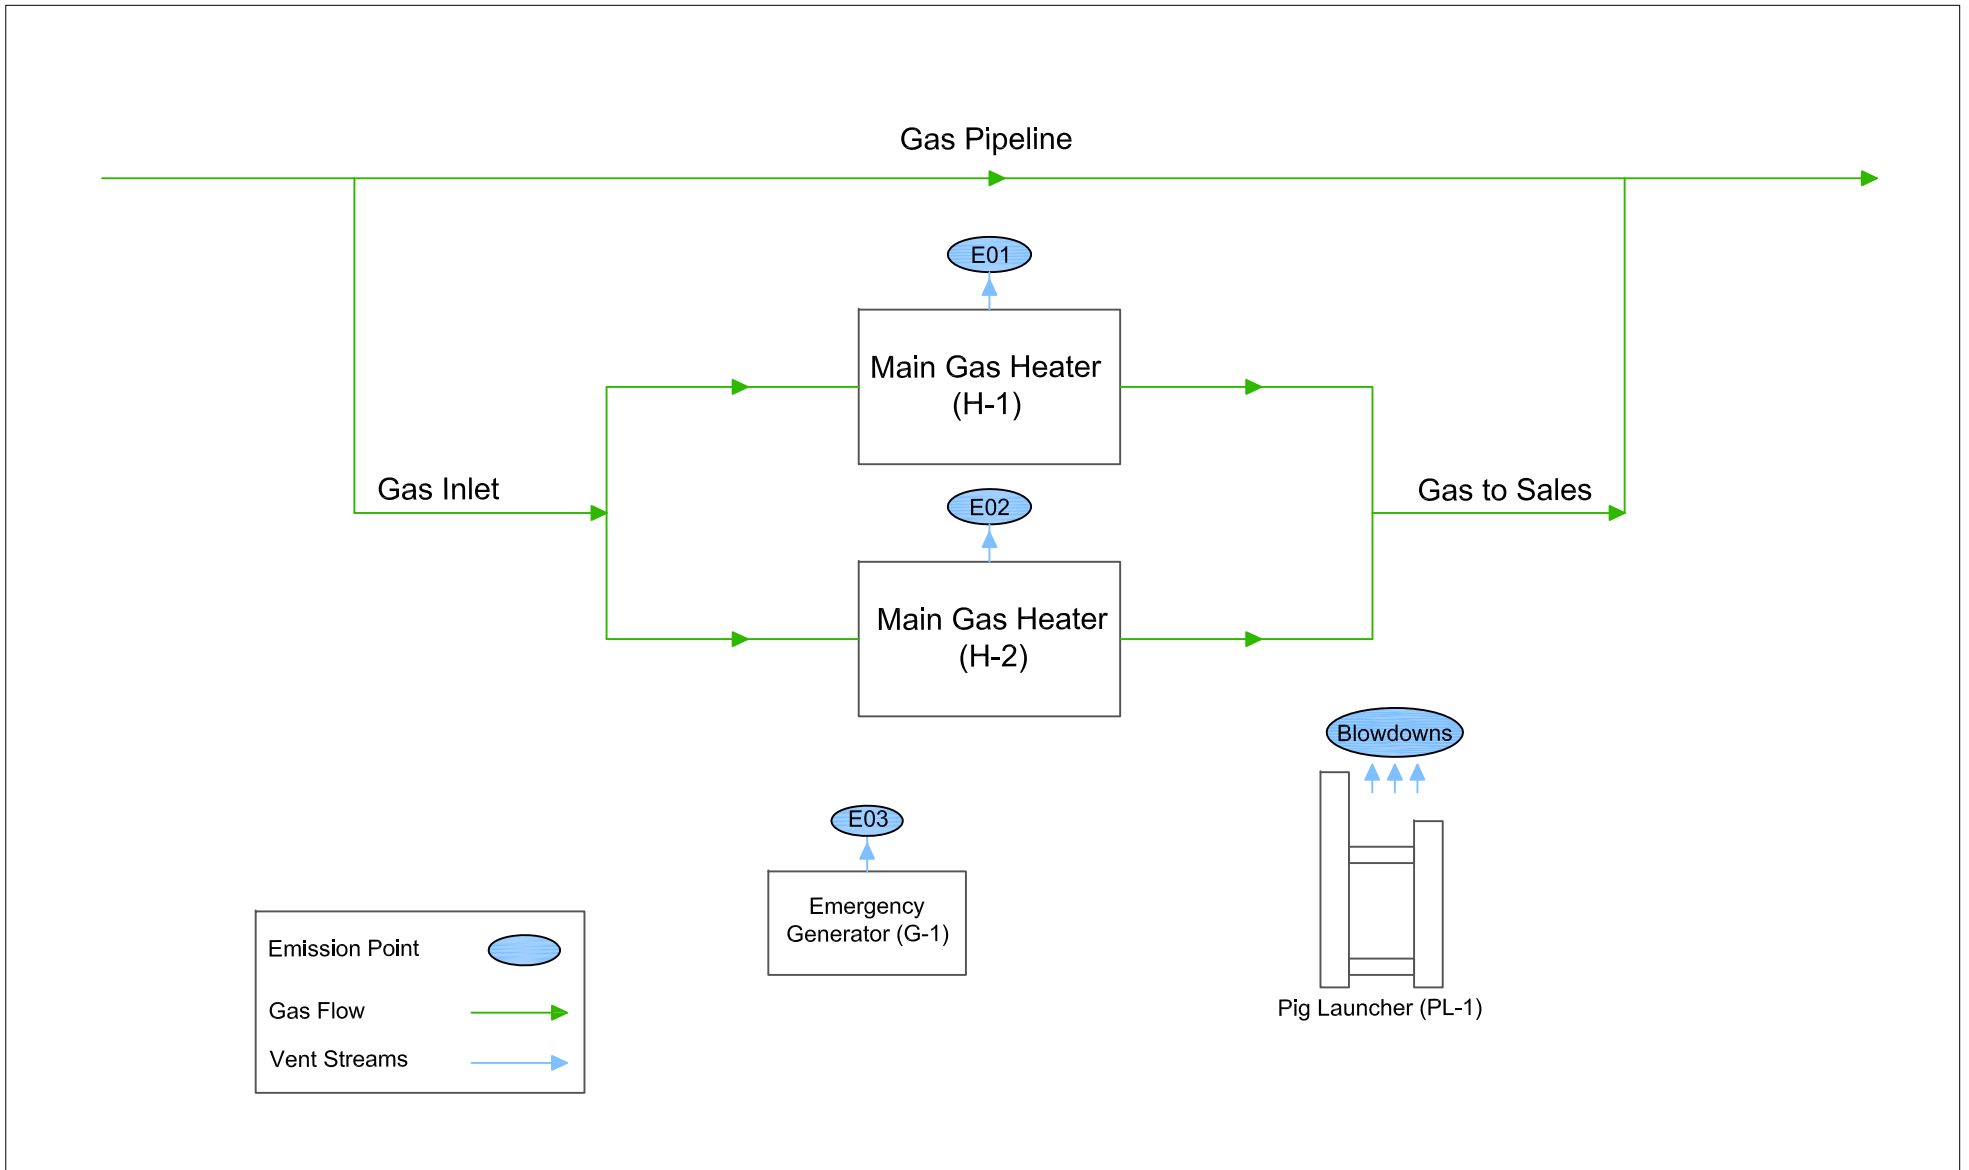 Gas Pipeline
E01
Main Gas Heater
(H-1)
Gas Inlet
Gas to Sales
E02
Main Gas Heater
(H-2)
Blowdowns
E03
Emergency
Generator (G-1)
Pig Launcher (PL-1)
Emission Point
Gas Flow
Vent Streams